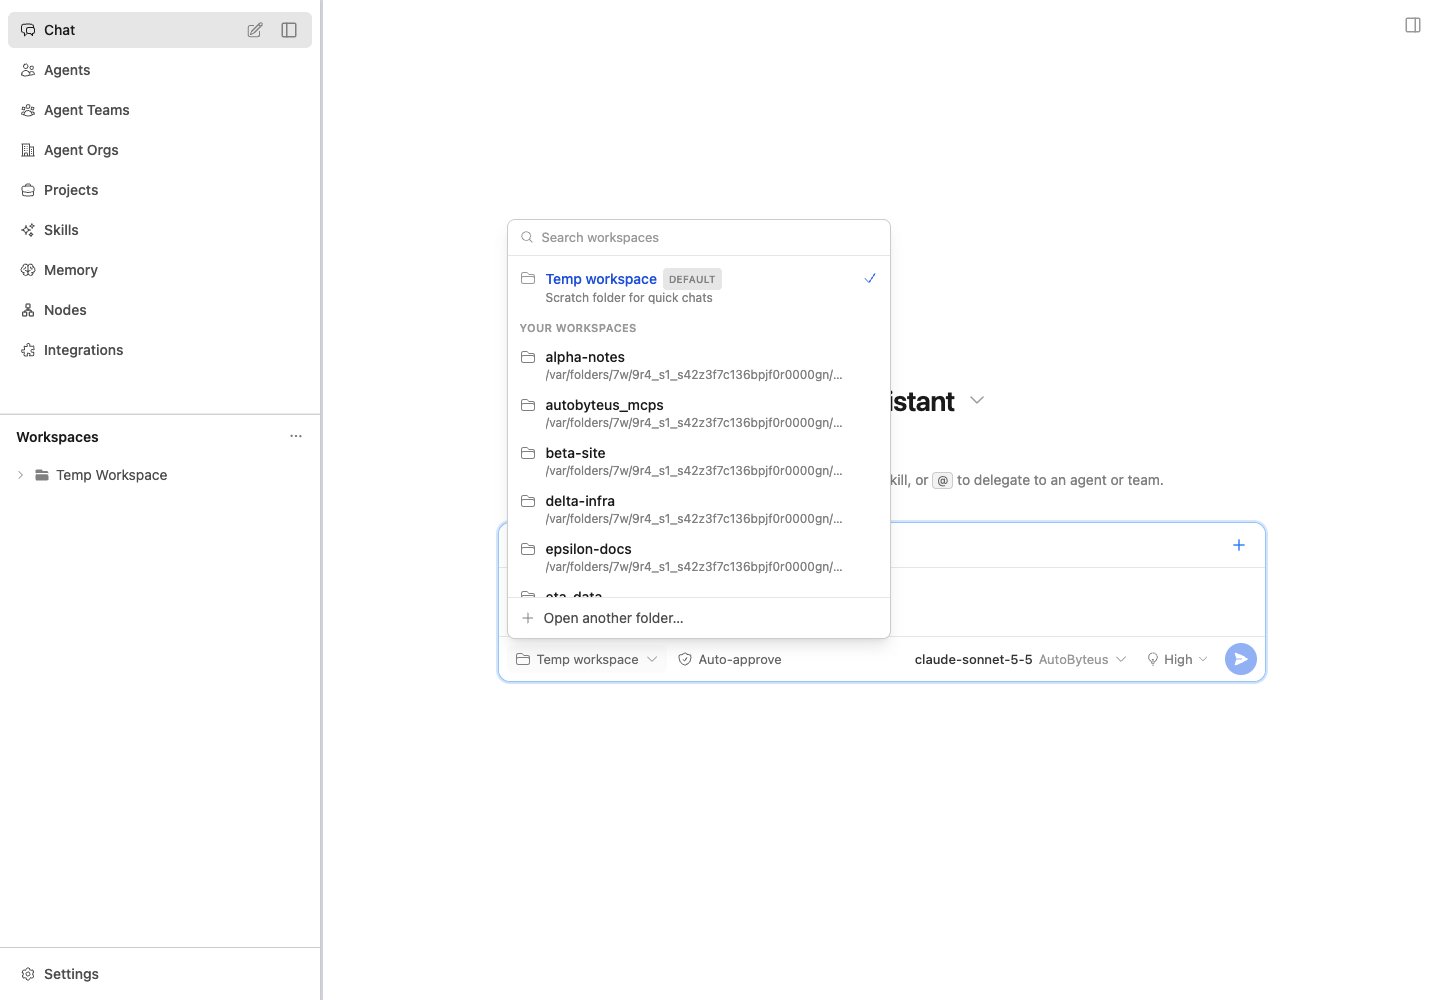 Chat
Agents
Agent Teams
Agent Orgs
Projects
Skills
Memory
Nodes
Integrations
Workspaces
Temp Workspace
Settings
Search workspaces
Temp workspace DEFAULT
Scratch folder for quick chats
YOUR WORKSPACES
alpha-notes
/var/folders/7w/9r4_s1_s42z3f7c136bpjf0r0000gn/...
autobyteus_mcps
/var/folders/7w/9r4_s1_s42z3f7c136bpjf0r0000gn/...
beta-site
/var/folders/7w/9r4_s1_s42z3f7c136bpjf0r0000gn/...
delta-infra
/var/folders/7w/9r4_s1_s42z3f7c136bpjf0r0000gn/...
epsilon-docs
/var/folders/7w/9r4_s1_s42z3f7c136bpjf0r0000gn/...
eta-data
Open another folder...
istant
kill, or @ to delegate to an agent or team.
Temp workspace Auto-approve claude-sonnet-5-5 AutoByteus High